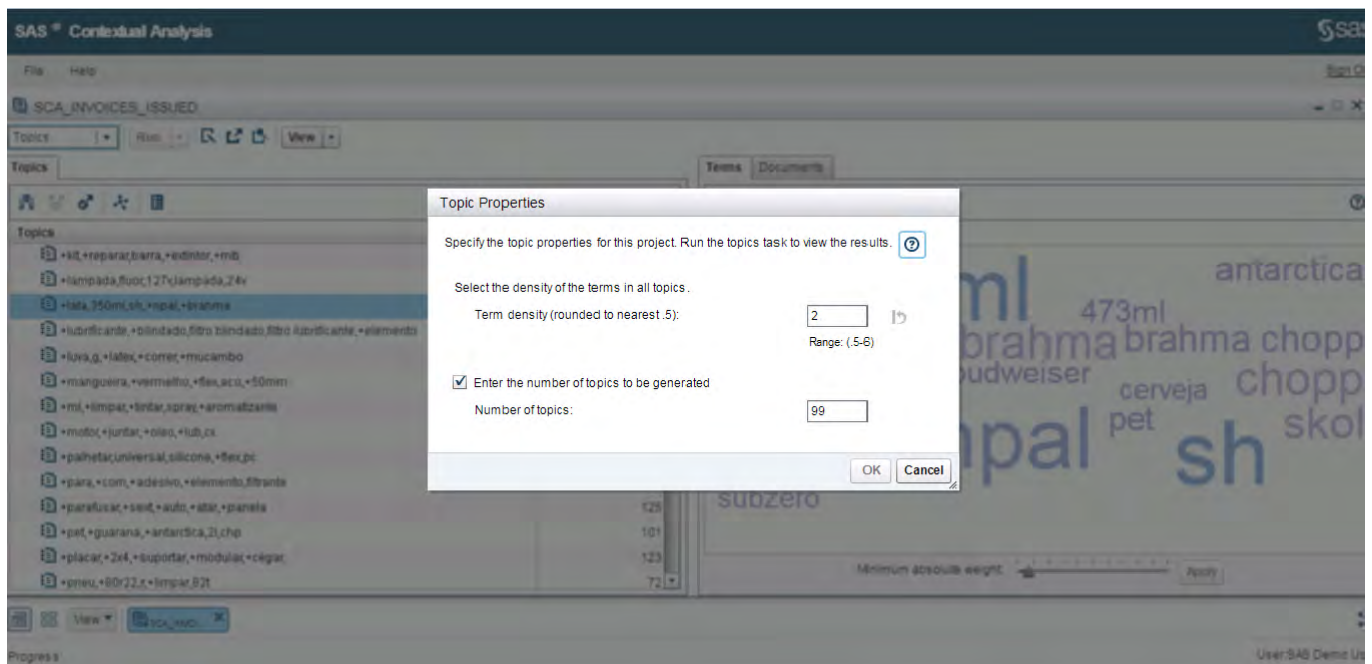 SAS ® Contextual Analysis
sas
File Help
SCA_INVOICES_ISSUED
Topics Run View
Topics
Terms Documents
Topics
+kit,+reparar,barra,+extintor,+mb
+lampada,fluor,127v,lampada,24v
+lata,350ml,sh,+npal,+brahma
+lubrificante,+blindado,filtro blindado,filtro lubrificante,+elemento
+luva,g,+latex,+correr,+mucambo
+mangueira,+vermelho,+flex,aco,+50mm
+ml,+limpar,+tintar,spray,+aromatizante
+motor,+juntar,+oleo,+lub,cx
+palhetar,universal,silicone,+flex,pc
+para,+com,+adesivo,+elemento,filtrante
+parafusar,+sext,+auto,+atar,+panela 125
+pet,+guarana,+antarctica,2l,chp 101
+placar,+2x4,+suportar,+modular,+cegar, 123
+pneu,+80r22,r,+limpar,82t 72
Topic Properties
Specify the topic properties for this project. Run the topics task to view the results.
Select the density of the terms in all topics.
Term density (rounded to nearest .5): 2
Range: (.5-6)
Enter the number of topics to be generated
Number of topics: 99
OK Cancel
ml
antarctica
473ml
brahma
brahma chopp
budweiser
cerveja
chopp
npal
pet
sh
skol
subzero
Minimum absolute weight: Apply
View
Progress
User:SAS Demo Us